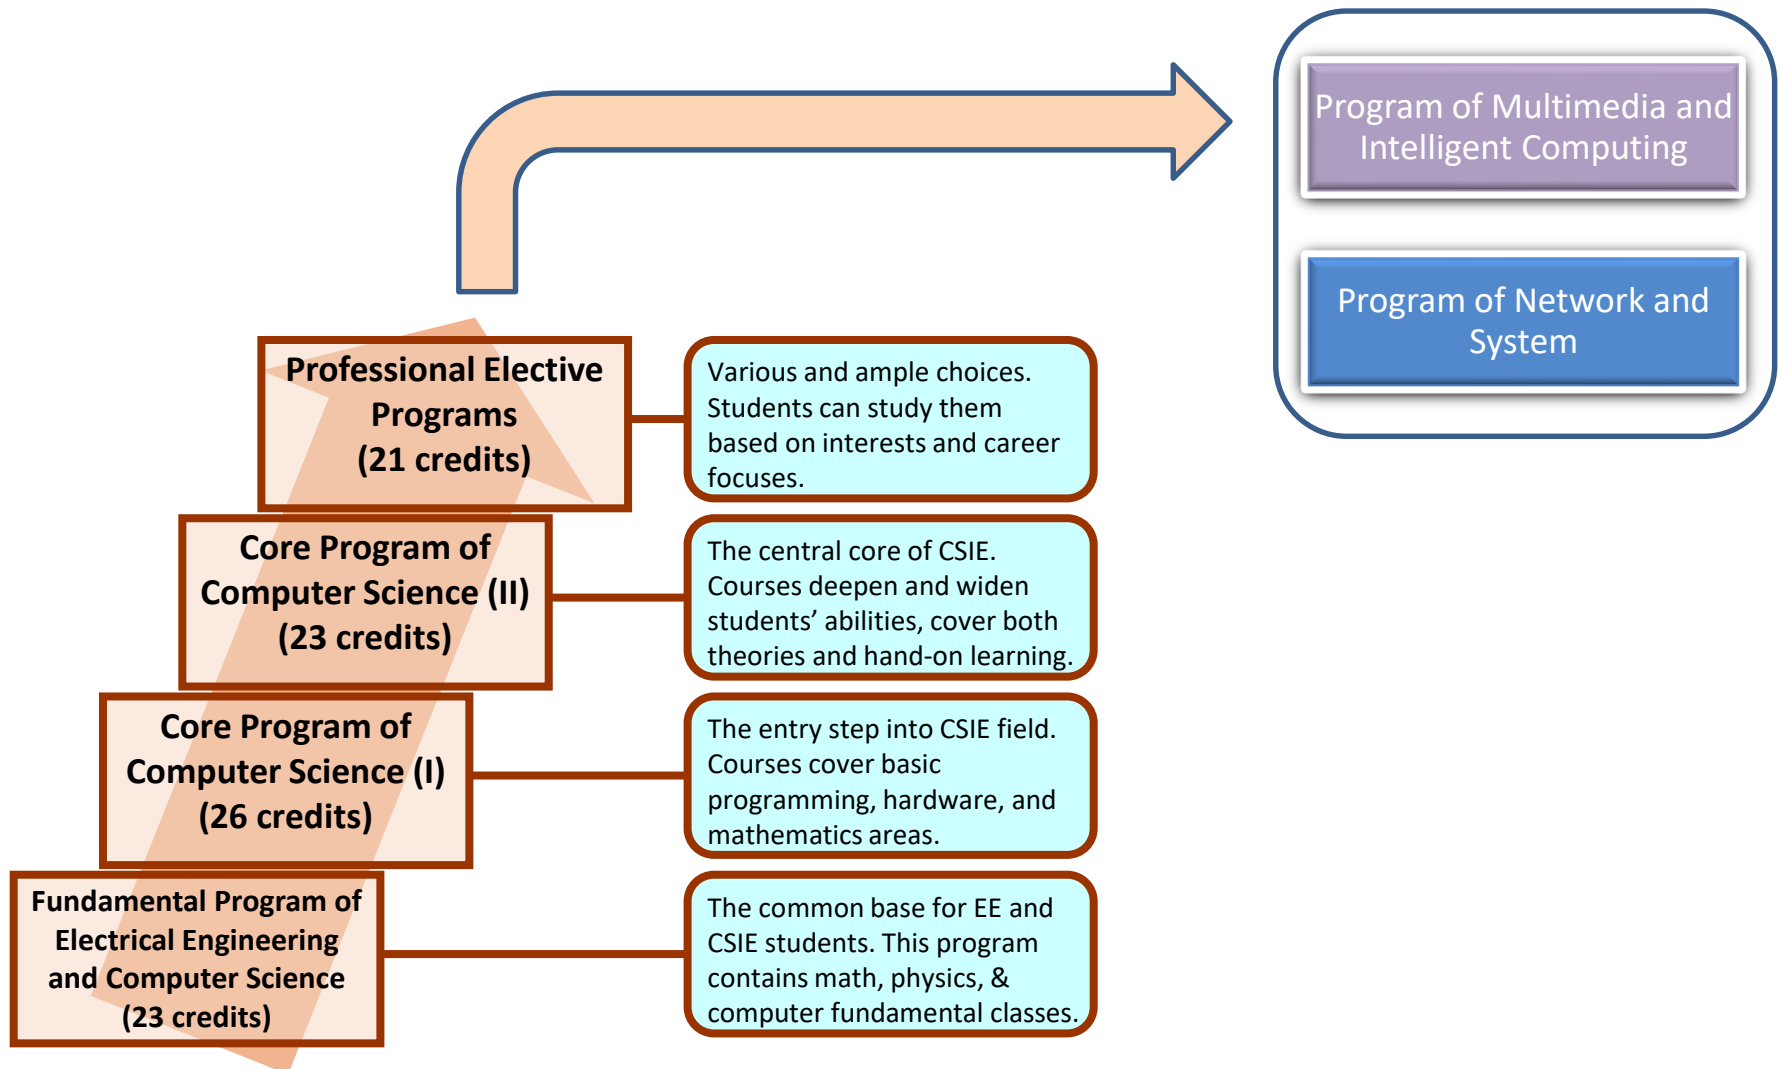 Program of Multimedia and
Intelligent Computing
Program of Network and
System
Professional Elective
Programs
(21 credits)
Various and ample choices.
Students can study them
based on interests and career
focuses.
Core Program of
Computer Science (II)
(23 credits)
The central core of CSIE.
Courses deepen and widen
students’ abilities, cover both
theories and hand-on learning.
Core Program of
Computer Science (I)
(26 credits)
The entry step into CSIE field.
Courses cover basic
programming, hardware, and
mathematics areas.
Fundamental Program of
Electrical Engineering
and Computer Science
(23 credits)
The common base for EE and
CSIE students. This program
contains math, physics, &
computer fundamental classes.